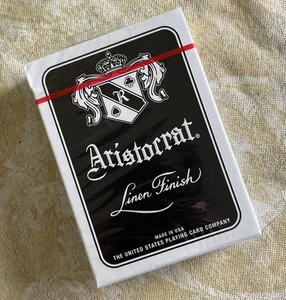 R
Aristocrat®
Linen Finish
MADE IN USA
THE UNITED STATES PLAYING CARD COMPANY